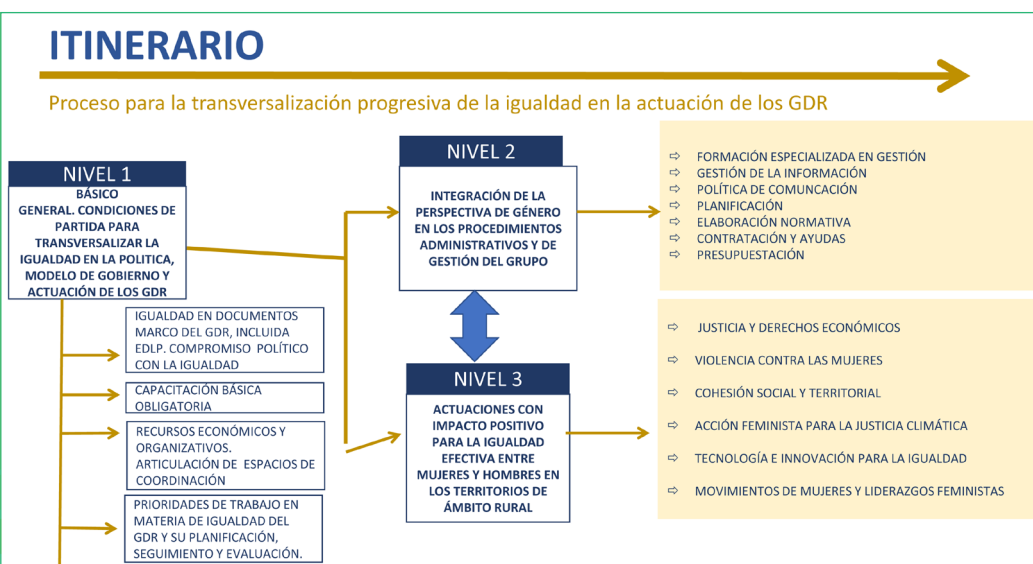 ITINERARIO
Proceso para la transversalización progresiva de la igualdad en la actuación de los GDR
NIVEL 1
BÁSICO
GENERAL. CONDICIONES DE
PARTIDA PARA
TRANSVERSALIZAR LA
IGUALDAD EN LA POLITICA,
MODELO DE GOBIERNO Y
ACTUACIÓN DE LOS GDR
IGUALDAD EN DOCUMENTOS
MARCO DEL GDR, INCLUIDA
EDLP. COMPROMISO POLÍTICO
CON LA IGUALDAD
CAPACITACIÓN BÁSICA
OBLIGATORIA
RECURSOS ECONÓMICOS Y
ORGANIZATIVOS.
ARTICULACIÓN DE ESPACIOS DE
COORDINACIÓN
PRIORIDADES DE TRABAJO EN
MATERIA DE IGUALDAD DEL
GDR Y SU PLANIFICACIÓN,
SEGUIMIENTO Y EVALUACIÓN.
NIVEL 2
INTEGRACIÓN DE LA
PERSPECTIVA DE GÉNERO
EN LOS PROCEDIMIENTOS
ADMINISTRATIVOS Y DE
GESTIÓN DEL GRUPO
⇨ FORMACIÓN ESPECIALIZADA EN GESTIÓN
⇨ GESTIÓN DE LA INFORMACIÓN
⇨ POLÍTICA DE COMUNCACIÓN
⇨ PLANIFICACIÓN
⇨ ELABORACIÓN NORMATIVA
⇨ CONTRATACIÓN Y AYUDAS
⇨ PRESUPUESTACIÓN
NIVEL 3
ACTUACIONES CON
IMPACTO POSITIVO
PARA LA IGUALDAD
EFECTIVA ENTRE
MUJERES Y HOMBRES EN
LOS TERRITORIOS DE
ÁMBITO RURAL
⇨ JUSTICIA Y DERECHOS ECONÓMICOS
⇨ VIOLENCIA CONTRA LAS MUJERES
⇨ COHESIÓN SOCIAL Y TERRITORIAL
⇨ ACCIÓN FEMINISTA PARA LA JUSTICIA CLIMÁTICA
⇨ TECNOLOGÍA E INNOVACIÓN PARA LA IGUALDAD
⇨ MOVIMIENTOS DE MUJERES Y LIDERAZGOS FEMINISTAS